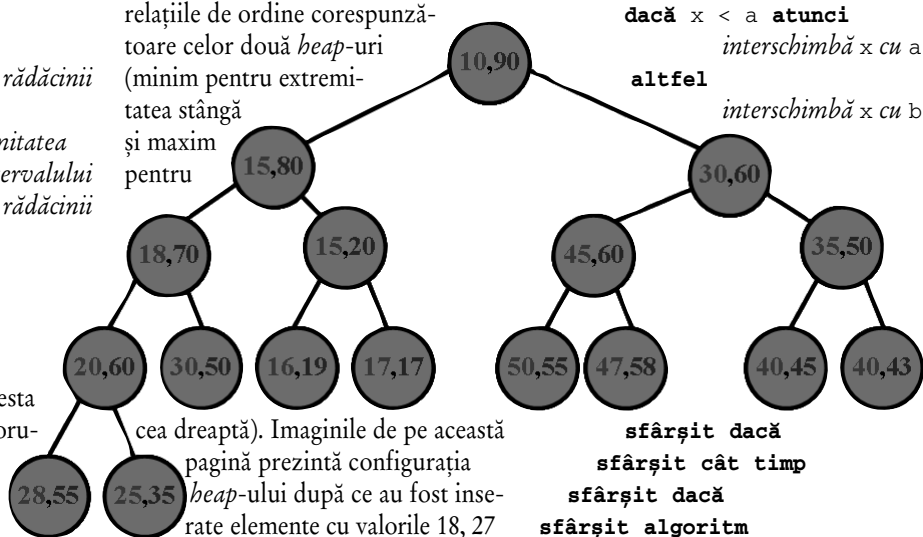 relațiile de ordine corespunză-
toare celor două heap-uri
rădăcinii (minim pentru extremi-
tatea stângă
și maxim
pentru
rădăcinii
cea dreaptă). Imaginile de pe această
pagină prezintă configurația
heap-ului după ce au fost inse-
rate elemente cu valorile 18, 27
10,90
15,80
30,60
18,70
15,20
45,60
35,50
20,60
30,50
16,19
17,17
50,55
47,58
40,45
40,43
28,55
25,35
dacă x < a atunci
interschimbă x cu a
altfel
interschimbă x cu b
sfârșit dacă
sfârșit cât timp
sfârșit dacă
sfârșit algoritm